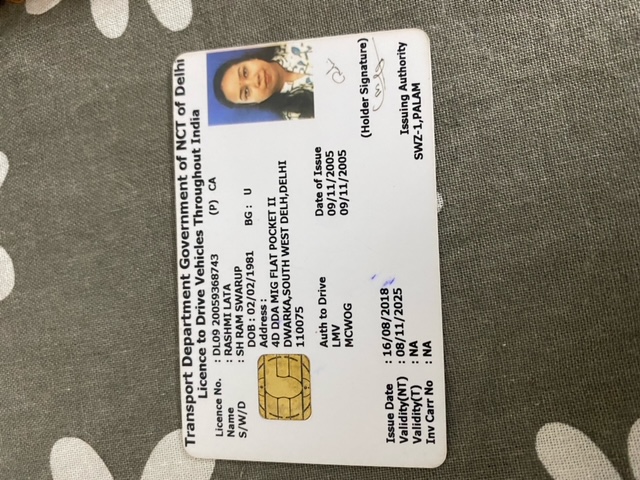 Transport Department Government of NCT of Delhi
Licence to Drive Vehicles Throughout India
Licence No. : DL09 20059368743 (P) CA
Name : RASHMI LATA
S/W/D : SH RAM SWARUP
DOB : 02/02/1981 BG : U
Address :
4D DDA MIG FLAT POCKET II
DWARKA,SOUTH WEST DELH,DELHI
110075
Auth to Drive Date of Issue
LMV 09/11/2005
MCWOG 09/11/2005
(Holder Signature)
Issue Date : 16/08/2018
Validity(NT) : 08/11/2025
Validity(T) : NA
Inv Carr No : NA
Issuing Authority
SWZ-1,PALAM